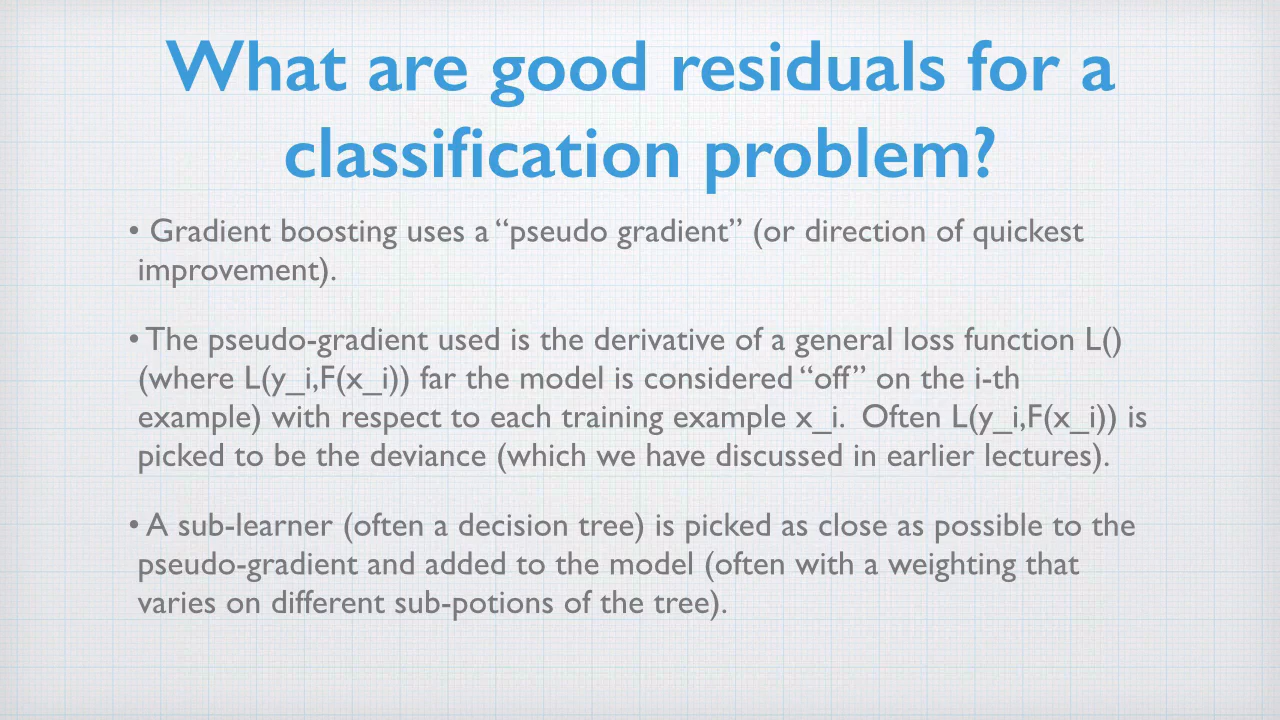 What are good residuals for a
classification problem?
• Gradient boosting uses a “pseudo gradient” (or direction of quickest
improvement).
• The pseudo-gradient used is the derivative of a general loss function L()
(where L(y_i,F(x_i)) far the model is considered “off” on the i-th
example) with respect to each training example x_i.  Often L(y_i,F(x_i)) is
picked to be the deviance (which we have discussed in earlier lectures).
• A sub-learner (often a decision tree) is picked as close as possible to the
pseudo-gradient and added to the model (often with a weighting that
varies on different sub-potions of the tree).